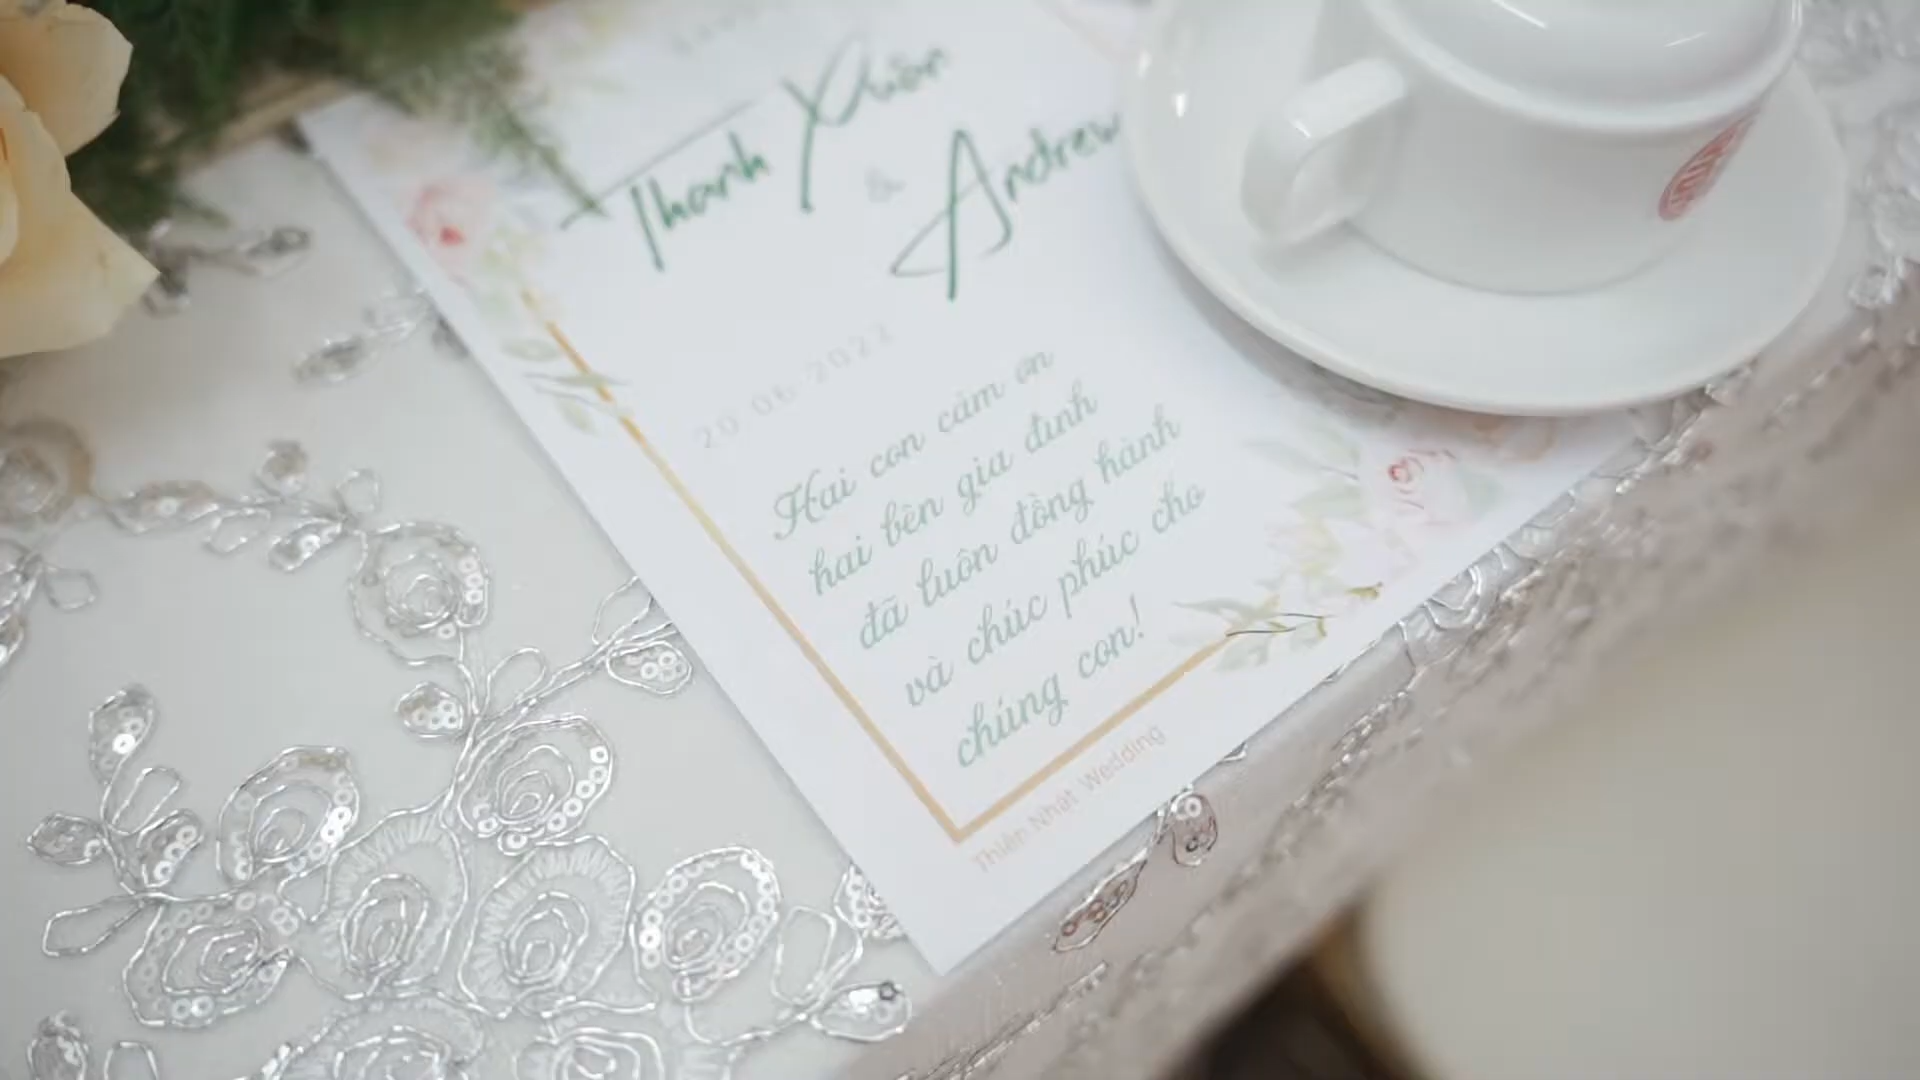 Thanh Xuân
&
Andrew
20 06 2022
Hai con cảm ơn
hai bên gia đình
đã luôn đồng hành
và chúc phúc cho
chúng con!
Thiên Nhật Wedding